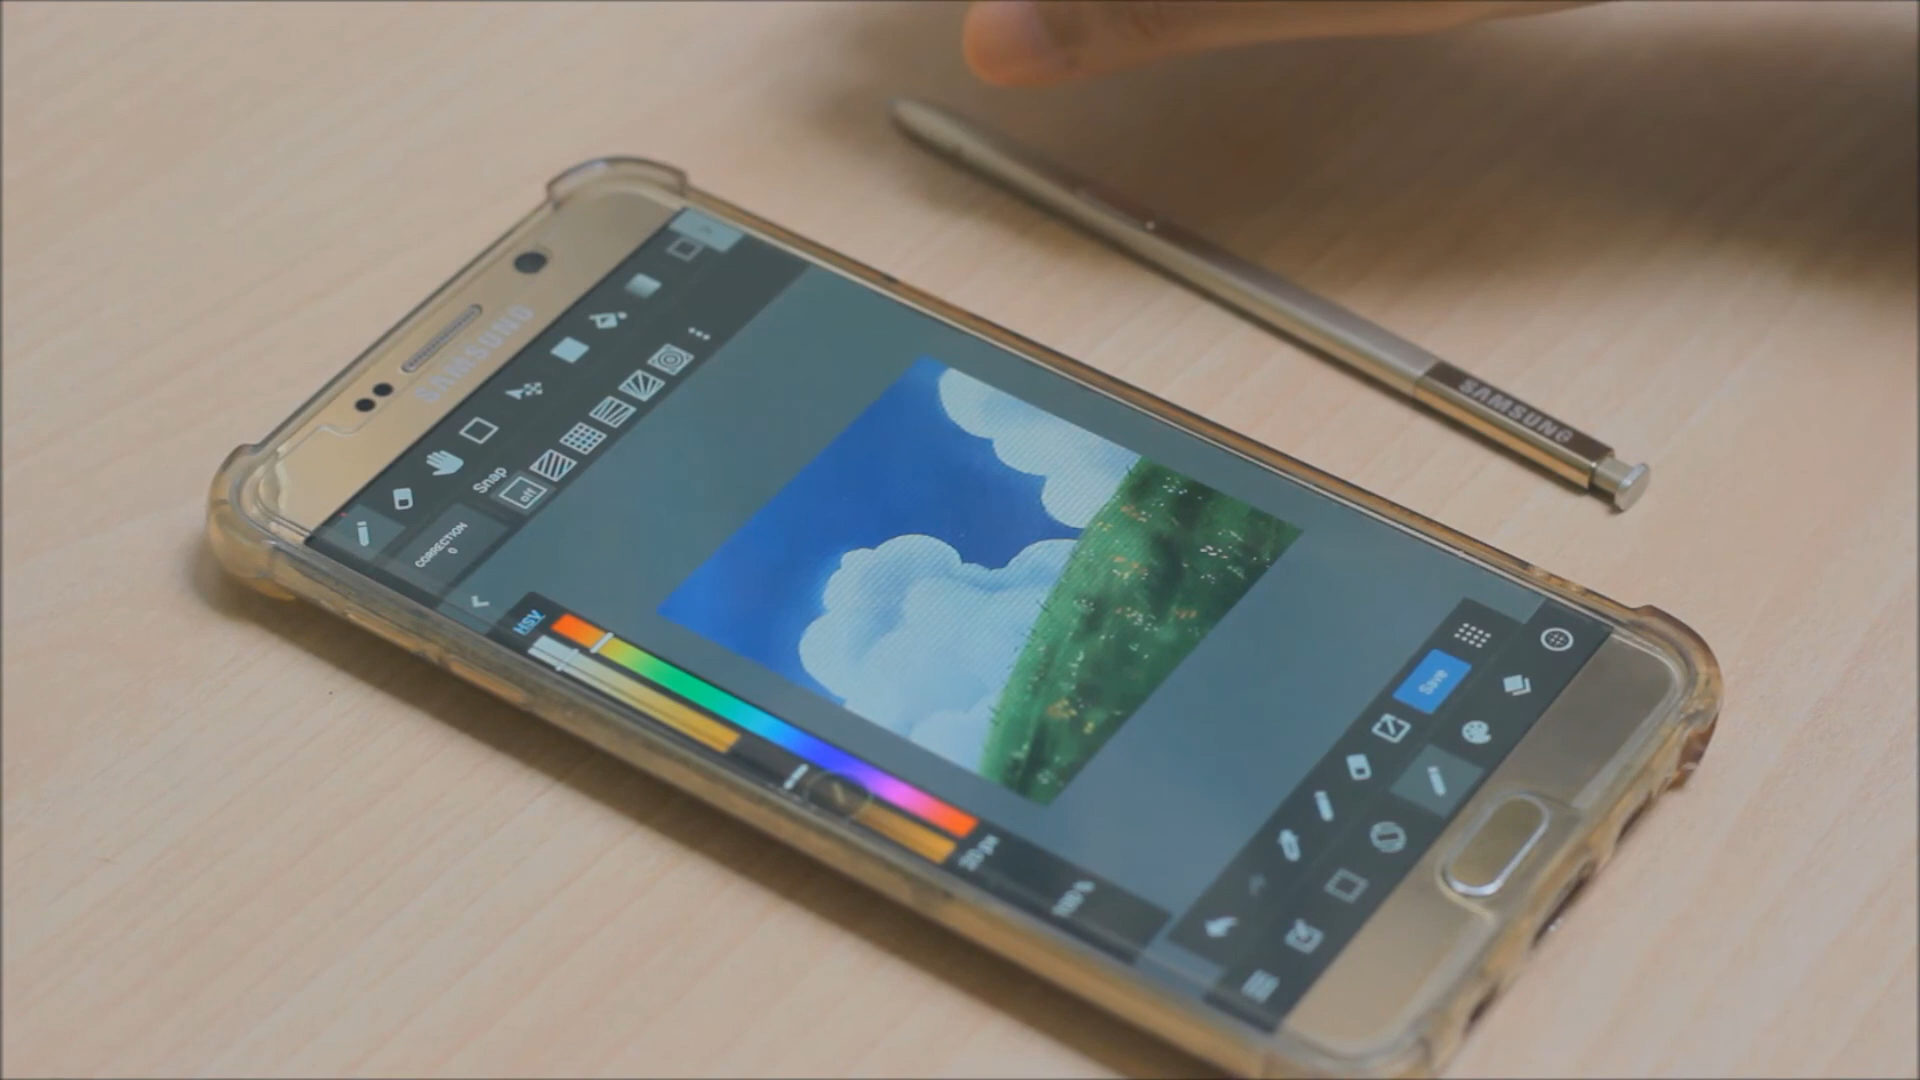 SAMSUNG
Snap
off
CORRECTION
0
HSV
Save
SAMSUNG